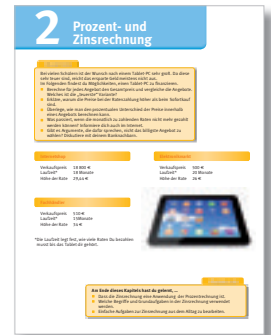 2
Prozent- und
Zinsrechnung
Bei vielen Schülern ist der Wunsch nach einem Tablet-PC sehr groß. Da diese
sehr teuer sind, reicht das ersparte Geld meistens nicht aus.
Im Folgenden findest du Möglichkeiten, einen Tablet-PC zu finanzieren.
Berechne für jedes Angebot den Gesamtpreis und vergleiche die Angebote.
Welches ist die „teuerste“ Variante?
Erkläre, warum die Preise bei der Ratenzahlung höher als beim Sofortkauf
sind.
Überlege, wie man den prozentualen Unterschied der Preise innerhalb
eines Angebots berechnen kann.
Was passiert, wenn die monatlich zu zahlenden Raten nicht mehr gezahlt
werden können? Informiere dich auch im Internet.
Gibt es Argumente, die dafür sprechen, nicht das billigste Angebot zu
wählen? Diskutiere mit deinem Banknachbarn.
Verkaufspreis
Laufzeit* 18 Monate
Höhe der Rate 29,44 €
Verkaufspreis
Laufzeit*
Höhe der Rate
Verkaufspreis
Laufzeit*
Höhe der Rate
*Die Laufzeit legt fest, wie viele Raten du bezahlen
musst bis das Tablet dir gehört.
Am Ende dieses Kapitels hast du gelernt, ...
Dass die Zinsrechnung eine Anwendung der Prozentrechnung ist.
Welche Begriffe und Grundaufgaben in der Zinsrechnung verwendet
werden.
Einfache Aufgaben zur Zinsrechnung aus dem Alltag zu bearbeiten.